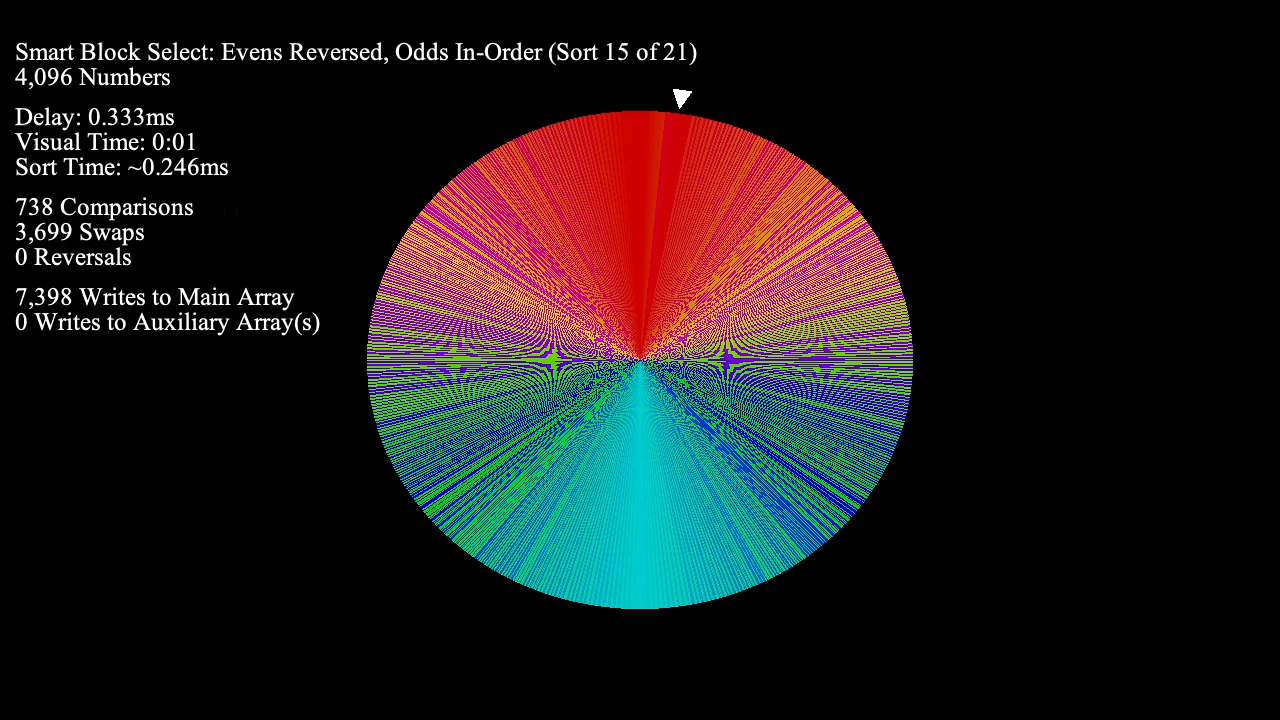 Smart Block Select: Evens Reversed, Odds In-Order (Sort 15 of 21)
4,096 Numbers
Delay: 0.333ms
Visual Time: 0:01
Sort Time: ~0.246ms
738 Comparisons
3,699 Swaps
0 Reversals
7,398 Writes to Main Array
0 Writes to Auxiliary Array(s)